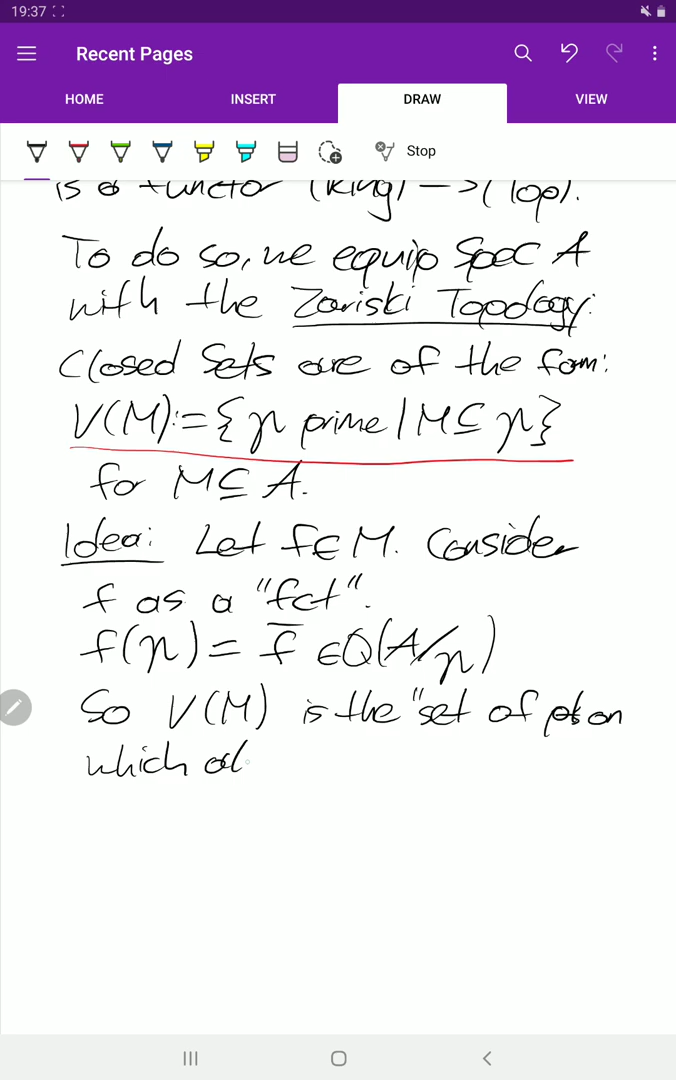 19:37
Recent Pages
HOME INSERT DRAW VIEW
Stop
is a functor (Ring) → (Top).
To do so, we equip Spec A
with the Zariski Topology:
Closed Sets are of the form:
V(M):={𝔭 prime | M⊆𝔭}
for M⊆A.
Idea: Let f∈M. Consider
f as a "fct".
f(𝔭) = f̄ ∈Q(A/𝔭)
So V(M) is the "set of pts on
which al